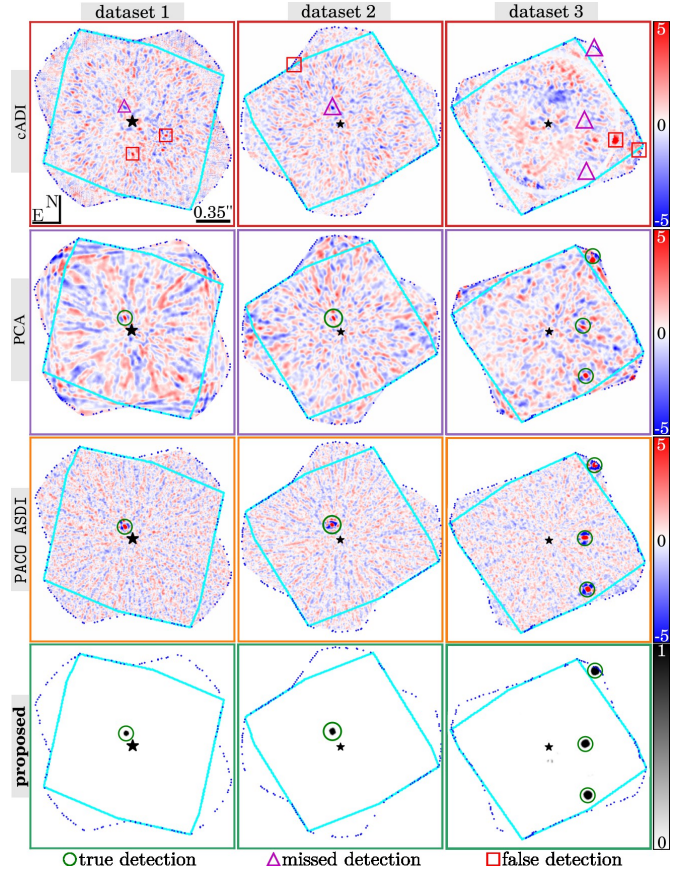 dataset 1 dataset 2 dataset 3
cADI
N
E
0.35"
5
0
-5
PCA
5
0
-5
PACO ASDI
5
0
-5
proposed
1
0
true detection missed detection false detection